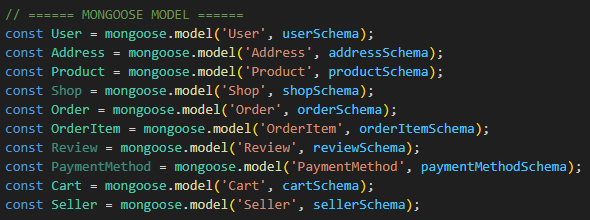 // ====== MONGOOSE MODEL ======
const User = mongoose.model('User', userSchema);
const Address = mongoose.model('Address', addressSchema);
const Product = mongoose.model('Product', productSchema);
const Shop = mongoose.model('Shop', shopSchema);
const Order = mongoose.model('Order', orderSchema);
const OrderItem = mongoose.model('OrderItem', orderItemSchema);
const Review = mongoose.model('Review', reviewSchema);
const PaymentMethod = mongoose.model('PaymentMethod', paymentMethodSchema);
const Cart = mongoose.model('Cart', cartSchema);
const Seller = mongoose.model('Seller', sellerSchema);